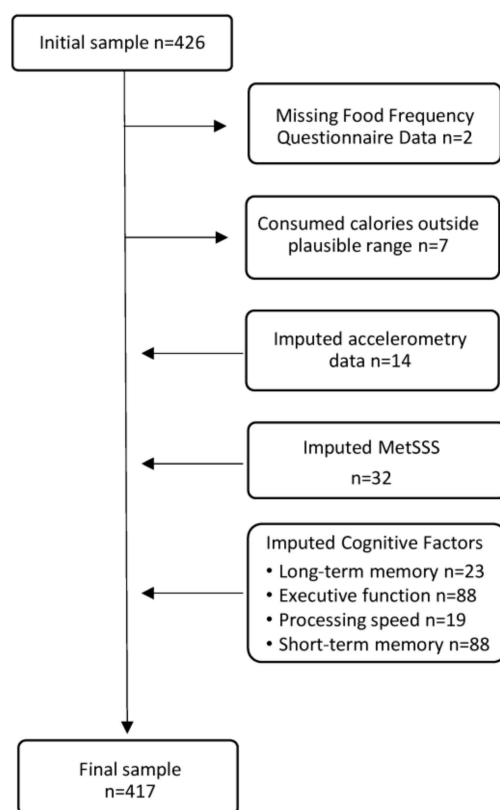 Initial sample n=426
Missing Food Frequency
Questionnaire Data n=2
Consumed calories outside
plausible range n=7
Imputed accelerometry
data n=14
Imputed MetSSS
n=32
Imputed Cognitive Factors
• Long-term memory n=23
• Executive function n=88
• Processing speed n=19
• Short-term memory n=88
Final sample
n=417